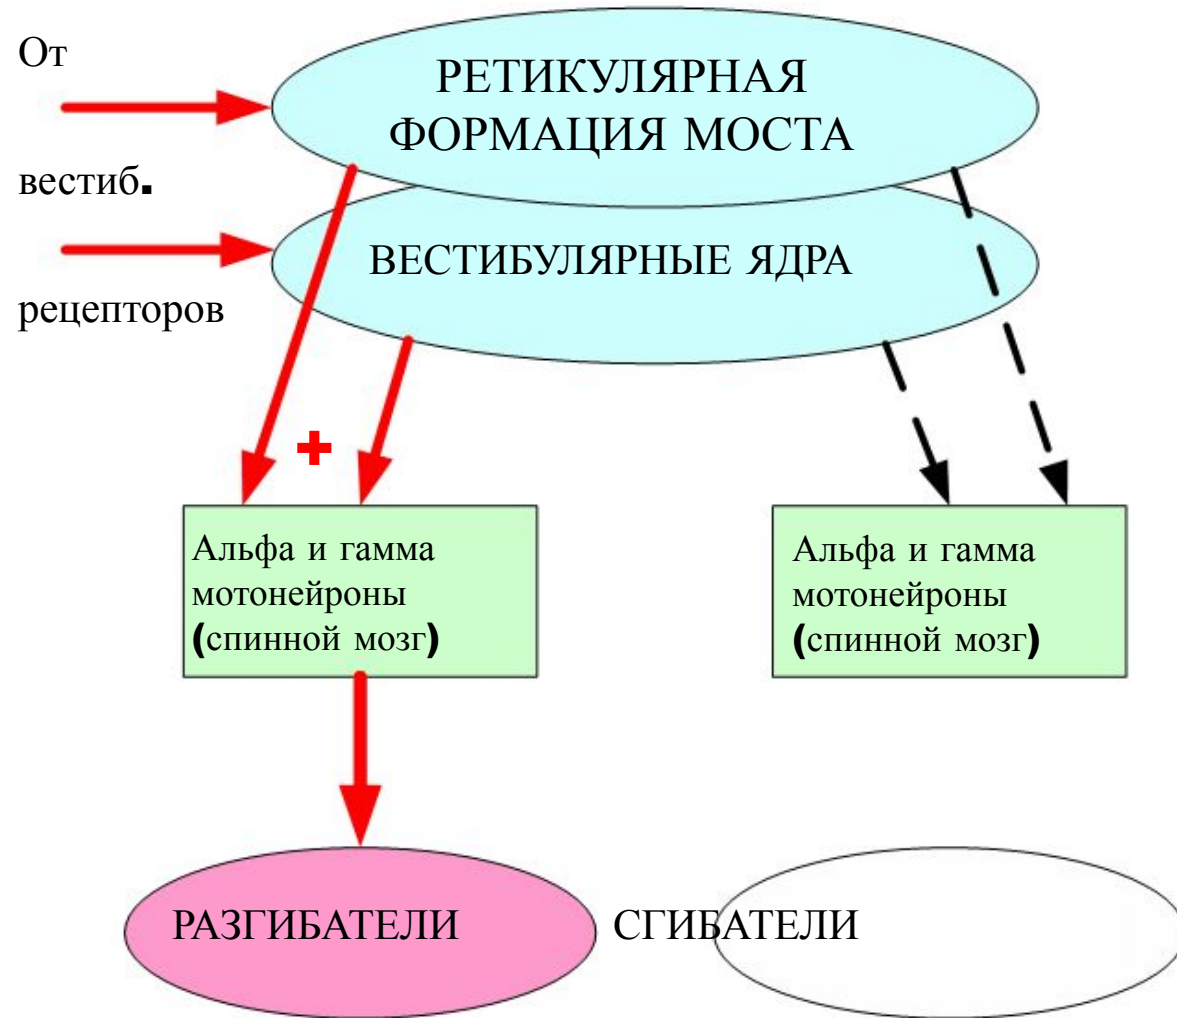 От
вестиб.
рецепторов
РЕТИКУЛЯРНАЯ
ФОРМАЦИЯ МОСТА
ВЕСТИБУЛЯРНЫЕ ЯДРА
+
Альфа и гамма
мотонейроны
(спинной мозг)
Альфа и гамма
мотонейроны
(спинной мозг)
РАЗГИБАТЕЛИ
СГИБАТЕЛИ